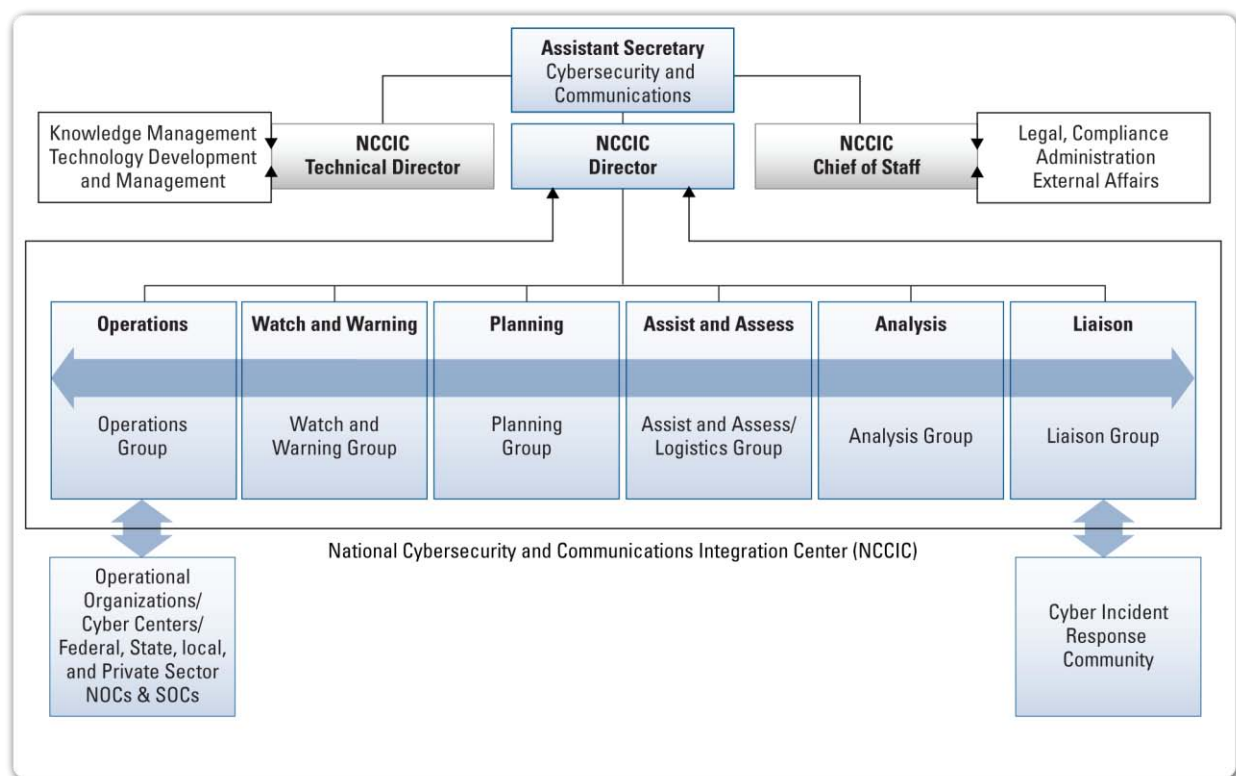 Assistant Secretary
Cybersecurity and
Communications
Knowledge Management
Technology Development
and Management
NCCIC
Technical Director
NCCIC
Director
NCCIC
Chief of Staff
Legal, Compliance
Administration
External Affairs
Operations
Watch and Warning
Planning
Assist and Assess
Analysis
Liaison
Operations
Group
Watch and
Warning Group
Planning
Group
Assist and Assess/
Logistics Group
Analysis Group
Liaison Group
National Cybersecurity and Communications Integration Center (NCCIC)
Operational
Organizations/
Cyber Centers/
Federal, State, local,
and Private Sector
NOCs & SOCs
Cyber Incident
Response
Community